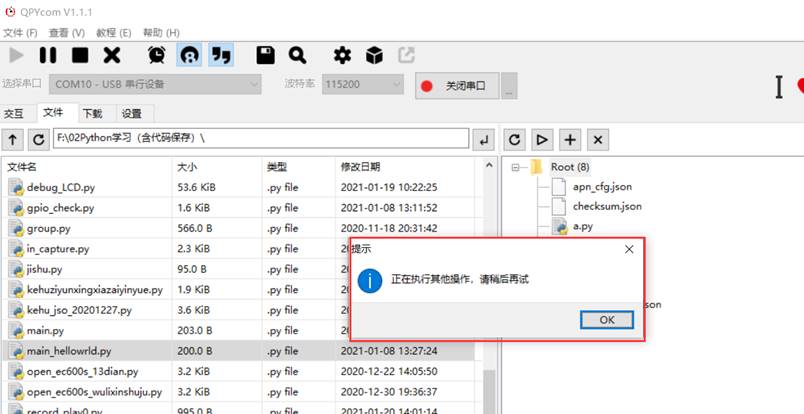 QPYcom V1.1.1
文件 (F) 查看 (V) 教程 (E) 帮助 (H)
选择串口 COM10 - USB 串行设备 波特率 115200 关闭串口 ...
交互 文件 下载 设置
F:\02Python学习（含代码保存）\
文件名 大小 类型 修改日期
Root (8)
debug_LCD.py 53.6 KiB .py file 2021-01-19 10:22:25
apn_cfg.json
gpio_check.py 1.6 KiB .py file 2021-01-08 13:11:52
checksum.json
group.py 566.0 B .py file 2020-11-18 20:31:42
a.py
in_capture.py 2.3 KiB .py file
提示
jishu.py 95.0 B .py file
正在执行其他操作，请稍后再试
kehuziyunxingxiazaiyinyue.py 1.9 KiB .py file
kehu_jso_20201227.py 3.6 KiB .py file
son
OK
main.py 203.0 B .py file
main_hellowrld.py 200.0 B .py file 2021-01-08 13:27:24
open_ec600s_13dian.py 3.2 KiB .py file 2020-12-22 14:05:50
open_ec600s_wulixinshuju.py 3.2 KiB .py file 2020-12-30 19:36:37
record_play0.py 995.0 B .py file 2021-01-20 14:01:14